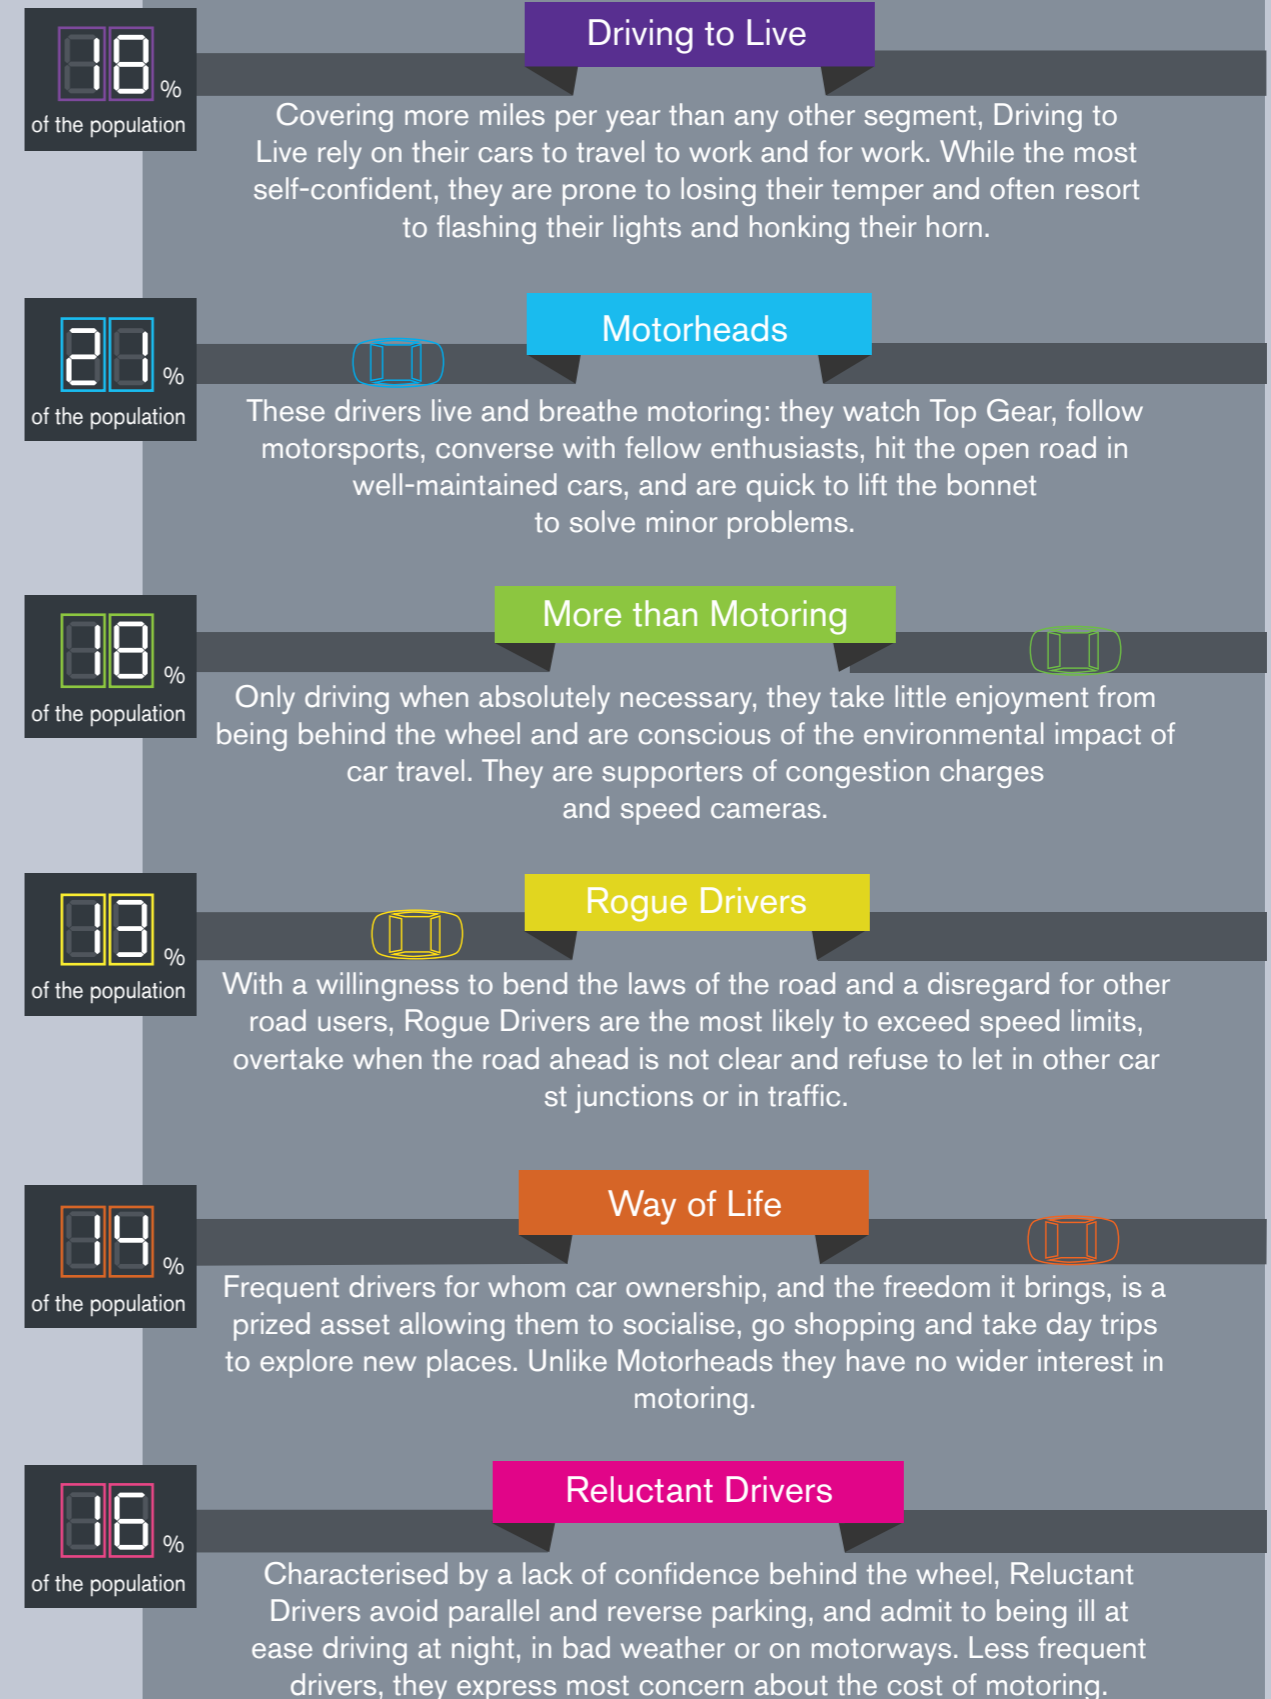 18 %
of the population
Driving to Live
Covering more miles per year than any other segment, Driving to
Live rely on their cars to travel to work and for work. While the most
self-confident, they are prone to losing their temper and often resort
to flashing their lights and honking their horn.
21 %
of the population
Motorheads
These drivers live and breathe motoring: they watch Top Gear, follow
motorsports, converse with fellow enthusiasts, hit the open road in
well-maintained cars, and are quick to lift the bonnet
to solve minor problems.
18 %
of the population
More than Motoring
Only driving when absolutely necessary, they take little enjoyment from
being behind the wheel and are conscious of the environmental impact of
car travel. They are supporters of congestion charges
and speed cameras.
13 %
of the population
Rogue Drivers
With a willingness to bend the laws of the road and a disregard for other
road users, Rogue Drivers are the most likely to exceed speed limits,
overtake when the road ahead is not clear and refuse to let in other car
st junctions or in traffic.
14 %
of the population
Way of Life
Frequent drivers for whom car ownership, and the freedom it brings, is a
prized asset allowing them to socialise, go shopping and take day trips
to explore new places. Unlike Motorheads they have no wider interest in
motoring.
16 %
of the population
Reluctant Drivers
Characterised by a lack of confidence behind the wheel, Reluctant
Drivers avoid parallel and reverse parking, and admit to being ill at
ease driving at night, in bad weather or on motorways. Less frequent
drivers, they express most concern about the cost of motoring.